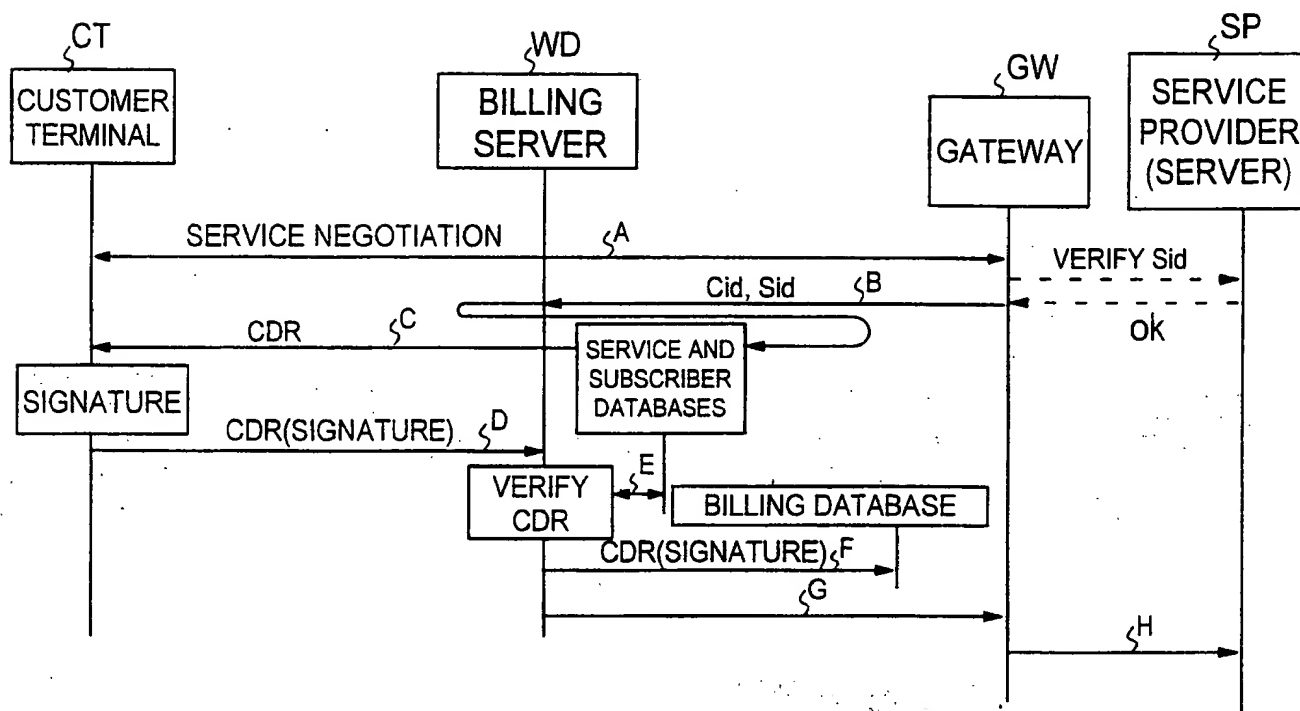 CT
WD
GW
SP
CUSTOMER
TERMINAL
BILLING
SERVER
GATEWAY
SERVICE
PROVIDER
(SERVER)
SERVICE NEGOTIATION
A
VERIFY Sid
Cid, Sid
B
OK
CDR
C
SERVICE AND
SUBSCRIBER
DATABASES
SIGNATURE
CDR(SIGNATURE)
D
VERIFY
CDR
E
BILLING DATABASE
CDR(SIGNATURE)
F
G
H